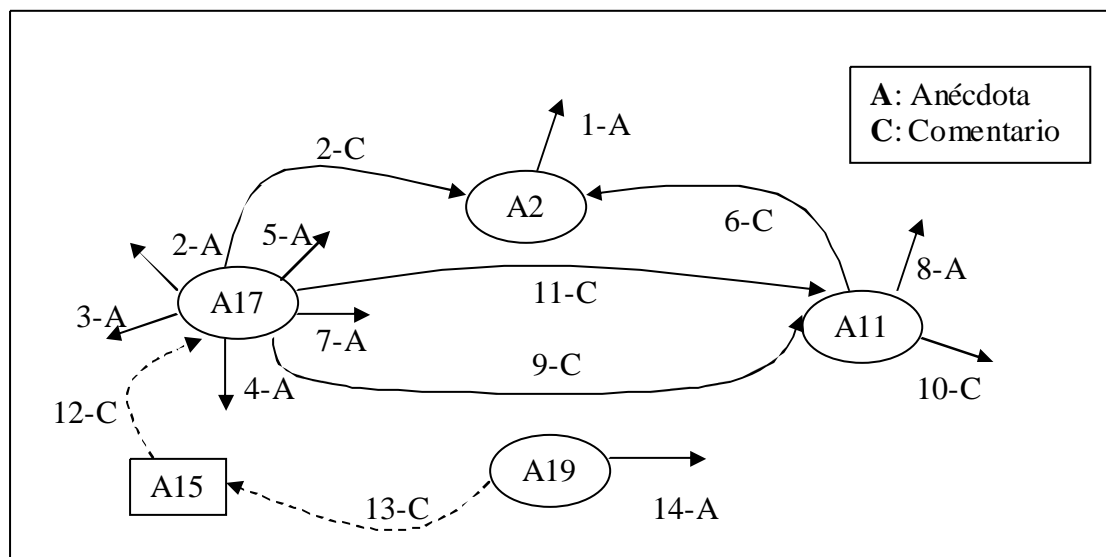 A: Anécdota
C: Comentario
1-A
2-C
A2
6-C
2-A
5-A
8-A
A17
11-C
A11
3-A
7-A
9-C
4-A
10-C
12-C
A15
A19
13-C
14-A